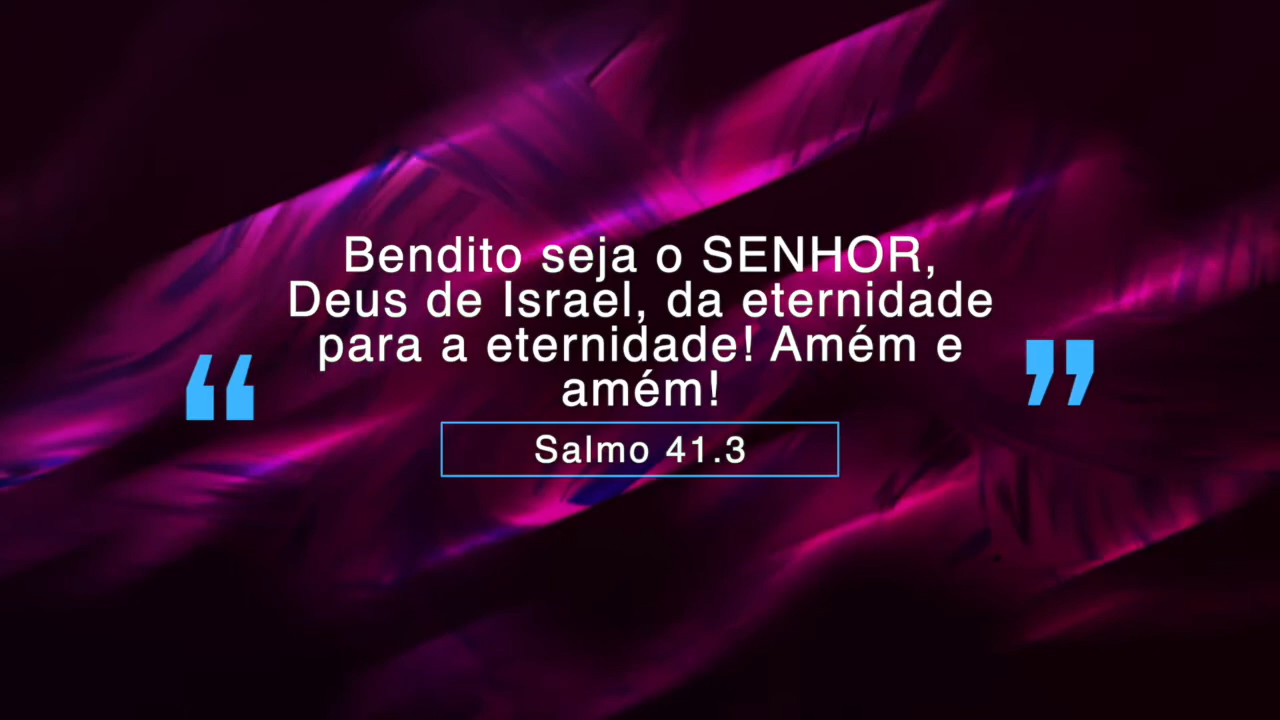 Bendito seja o SENHOR,
Deus de Israel, da eternidade
para a eternidade! Amém e
amém!
“ ”
Salmo 41.3